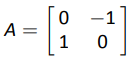 A = [ 0 −1
1 0 ]